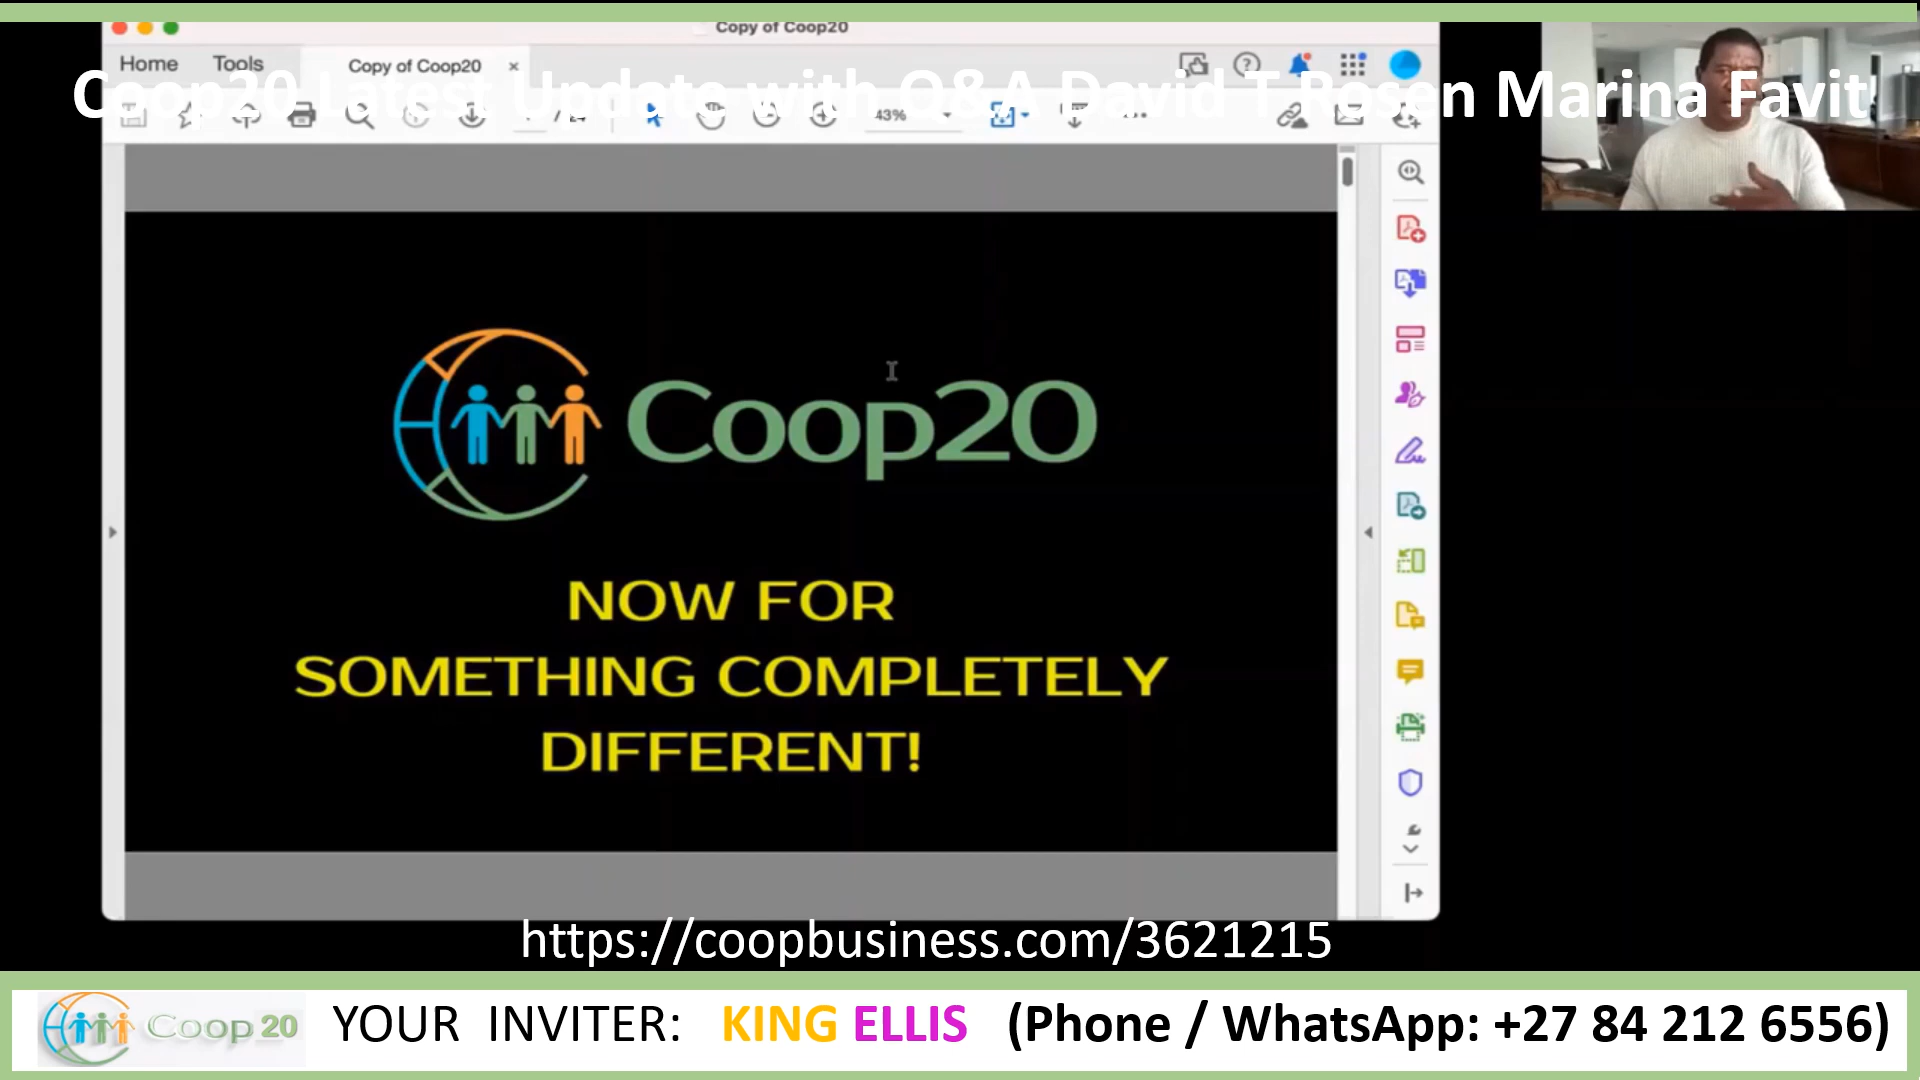 Copy of Coop20
Home Tools Copy of Coop20 ×
Coop20 Latest Update with Q&A David T Rosen Marina Favit
43%
Coop20
NOW FOR
SOMETHING COMPLETELY
DIFFERENT!
https://coopbusiness.com/3621215
Coop 20 YOUR INVITER: KING ELLIS (Phone / WhatsApp: +27 84 212 6556)